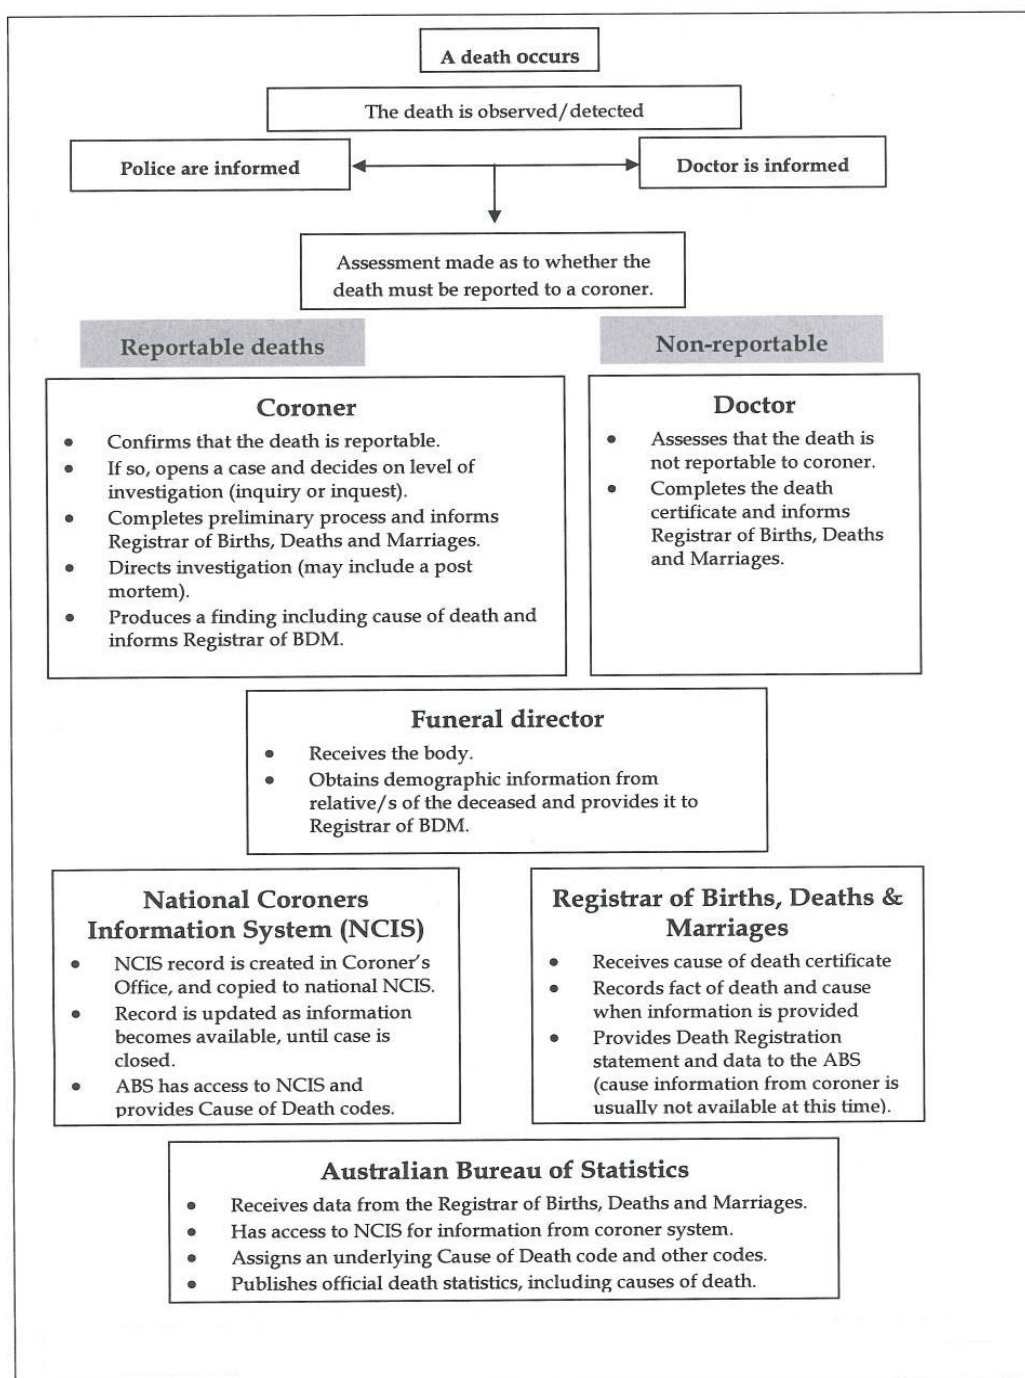 A death occurs
The death is observed/detected
Police are informed
Doctor is informed
Assessment made as to whether the
death must be reported to a coroner.
Reportable deaths
Non-reportable
Coroner
• Confirms that the death is reportable.
• If so, opens a case and decides on level of
investigation (inquiry or inquest).
• Completes preliminary process and informs
Registrar of Births, Deaths and Marriages.
• Directs investigation (may include a post
mortem).
• Produces a finding including cause of death and
informs Registrar of BDM.
Doctor
• Assesses that the death is
not reportable to coroner.
• Completes the death
certificate and informs
Registrar of Births, Deaths
and Marriages.
Funeral director
• Receives the body.
• Obtains demographic information from
relative/s of the deceased and provides it to
Registrar of BDM.
National Coroners
Information System (NCIS)
• NCIS record is created in Coroner's
Office, and copied to national NCIS.
• Record is updated as information
becomes available, until case is
closed.
• ABS has access to NCIS and
provides Cause of Death codes.
Registrar of Births, Deaths &
Marriages
• Receives cause of death certificate
• Records fact of death and cause
when information is provided
• Provides Death Registration
statement and data to the ABS
(cause information from coroner is
usually not available at this time).
Australian Bureau of Statistics
• Receives data from the Registrar of Births, Deaths and Marriages.
• Has access to NCIS for information from coroner system.
• Assigns an underlying Cause of Death code and other codes.
• Publishes official death statistics, including causes of death.